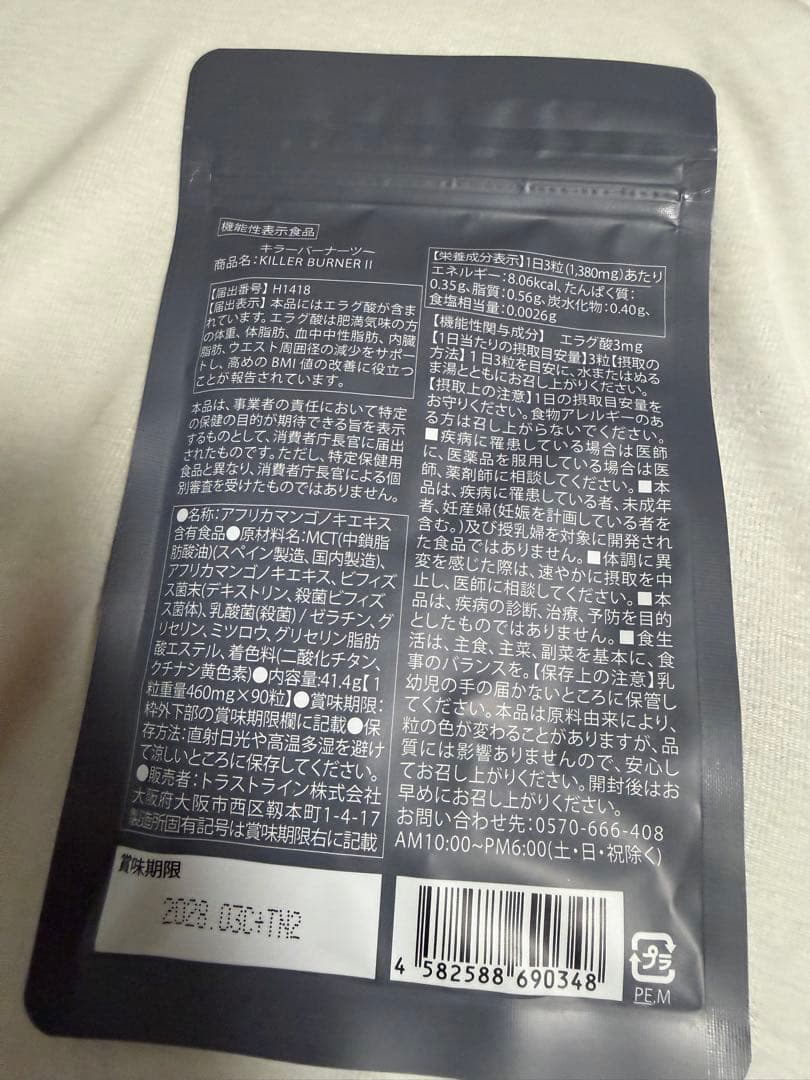 機能性表示食品
キラーバーナーツー
商品名:KILLER BURNER II
【届出番号】H1418
【届出表示】本品にはエラグ酸が含ま
れています。エラグ酸は肥満気味の方
の体重、体脂肪、血中中性脂肪、内臓
脂肪、ウエスト周囲径の減少をサポー
トし、高めのBMI値の改善に役立つ
ことが報告されています。
本品は、事業者の責任において特定
の保健の目的が期待できる旨を表示
するものとして、消費者庁長官に届出
されたものです。ただし、特定保健用
食品と異なり、消費者庁長官による個
別審査を受けたものではありません。
●名称:アフリカマンゴノキエキス
含有食品●原材料名:MCT(中鎖脂
肪酸油)(スペイン製造、国内製造)、
アフリカマンゴノキエキス、ビフィズ
ス菌末(デキストリン、殺菌ビフィズ
ス菌体)、乳酸菌(殺菌) / ゼラチン、グ
リセリン、ミツロウ、グリセリン脂肪
酸エステル、着色料(二酸化チタン、
クチナシ黄色素)●内容量:41.4g【1
粒重量460mg×90粒】●賞味期限:
枠外下部の賞味期限欄に記載●保
存方法:直射日光や高温多湿を避け
て涼しいところに保存してください。
●販売者:トラストライン株式会社
大阪府大阪市西区靱本町1-4-17
製造所固有記号は賞味期限右に記載
【栄養成分表示】1日3粒(1,380mg)あたり
エネルギー:8.06kcal、たんぱく質:
0.35g、脂質:0.56g、炭水化物:0.40g、
食塩相当量:0.0026g
【機能性関与成分】 エラグ酸3mg
【1日当たりの摂取目安量】3粒【摂取の
方法】1日3粒を目安に、水またはぬる
ま湯とともにお召し上がりください。
【摂取上の注意】1日の摂取目安量を
お守りください。食物アレルギーのあ
る方は召し上がらないでください。
■疾病に罹患している場合は医師
に、医薬品を服用している場合は医
師、薬剤師に相談してください。■本
品は、疾病に罹患している者、未成年
者、妊産婦(妊娠を計画している者を
含む。)及び授乳婦を対象に開発され
た食品ではありません。■体調に異
変を感じた際は、速やかに摂取を中
止し、医師に相談してください。■本
品は、疾病の診断、治療、予防を目的
としたものではありません。■食生
活は、主食、主菜、副菜を基本に、食
事のバランスを。【保存上の注意】乳
幼児の手の届かないところに保管し
てください。本品は原料由来により、
粒の色が変わることがありますが、品
質には影響ありませんので、安心し
てお召し上がりください。開封後はお
早めにお召し上がりください。
お問い合わせ先:0570-666-408
AM10:00~PM6:00(土・日・祝除く)
賞味期限
2028.03C+TN2
4 582588 690348
プラ
PE,M